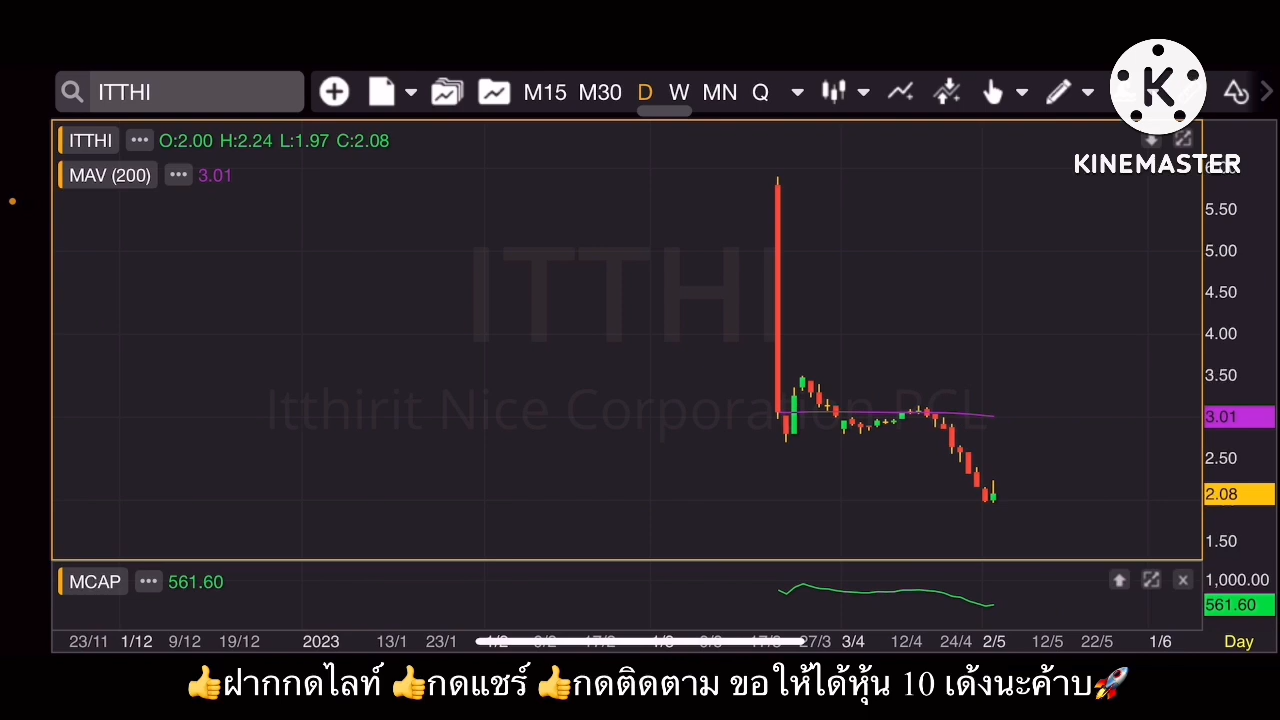 ITTHI M15 M30 D W MN Q
KINEMASTER
ITTHI ••• O:2.00 H:2.24 L:1.97 C:2.08
MAV (200) ••• 3.01
ITTHI
Itthirit Nice Corporation PCL
5.50
5.00
4.50
4.00
3.50
3.01
2.50
2.08
1.50
MCAP ••• 561.60
1,000.00
561.60
23/11 1/12 9/12 19/12 2023 13/1 23/1 27/3 3/4 12/4 24/4 2/5 12/5 22/5 1/6 Day
👍ฝากกดไลท์ 👍กดแชร์ 👍กดติดตาม ขอให้ได้หุ้น 10 เด้งนะค้าบ🚀